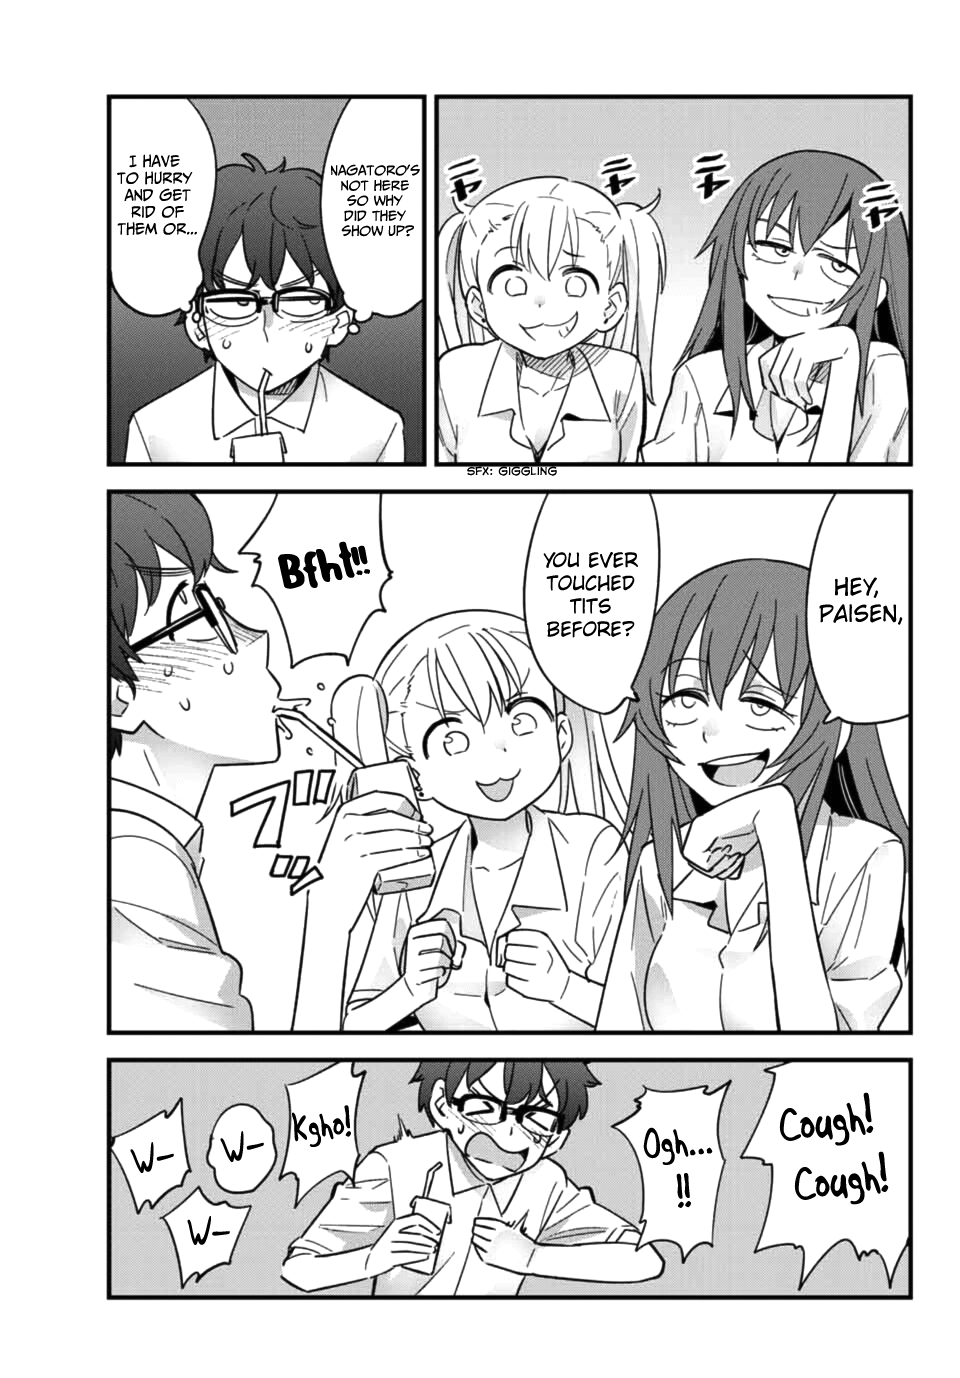 ニヤ
ニヤ
ニヤ
ニヤ
SFX: GIGGLING
NAGATORO'S
NOT HERE
SO WHY
DID THEY
SHOW UP?
I HAVE
TO HURRY
AND GET
RID OF
THEM OR...
HEY,
PAISEN,
YOU EVER
TOUCHED
TITS
BEFORE?
Bfht!!
ブッ
Cough!
Cough!
Ogh...
!!
Kgho!
W-
W-
W-